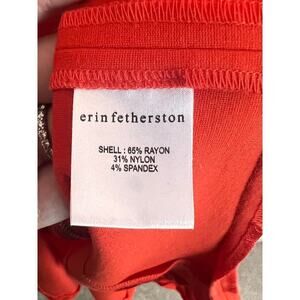 erin fetherston
SHELL : 65% RAYON
31% NYLON
4% SPANDEX